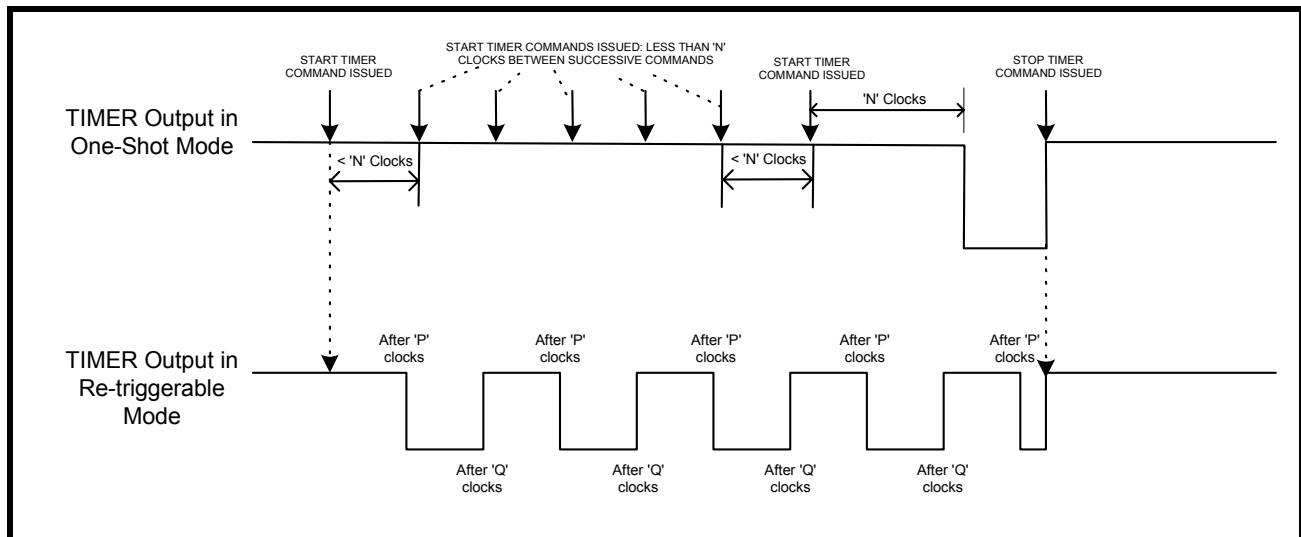 START TIMER
COMMAND ISSUED
START TIMER COMMANDS ISSUED: LESS THAN 'N'
CLOCKS BETWEEN SUCCESSIVE COMMANDS
START TIMER
COMMAND ISSUED
STOP TIMER
COMMAND ISSUED
'N' Clocks
TIMER Output in
One-Shot Mode
< 'N' Clocks
< 'N' Clocks
After 'P'
clocks
After 'P'
clocks
After 'P'
clocks
After 'P'
clocks
After 'P'
clocks
TIMER Output in
Re-triggerable
Mode
After 'Q'
clocks
After 'Q'
clocks
After 'Q'
clocks
After 'Q'
clocks